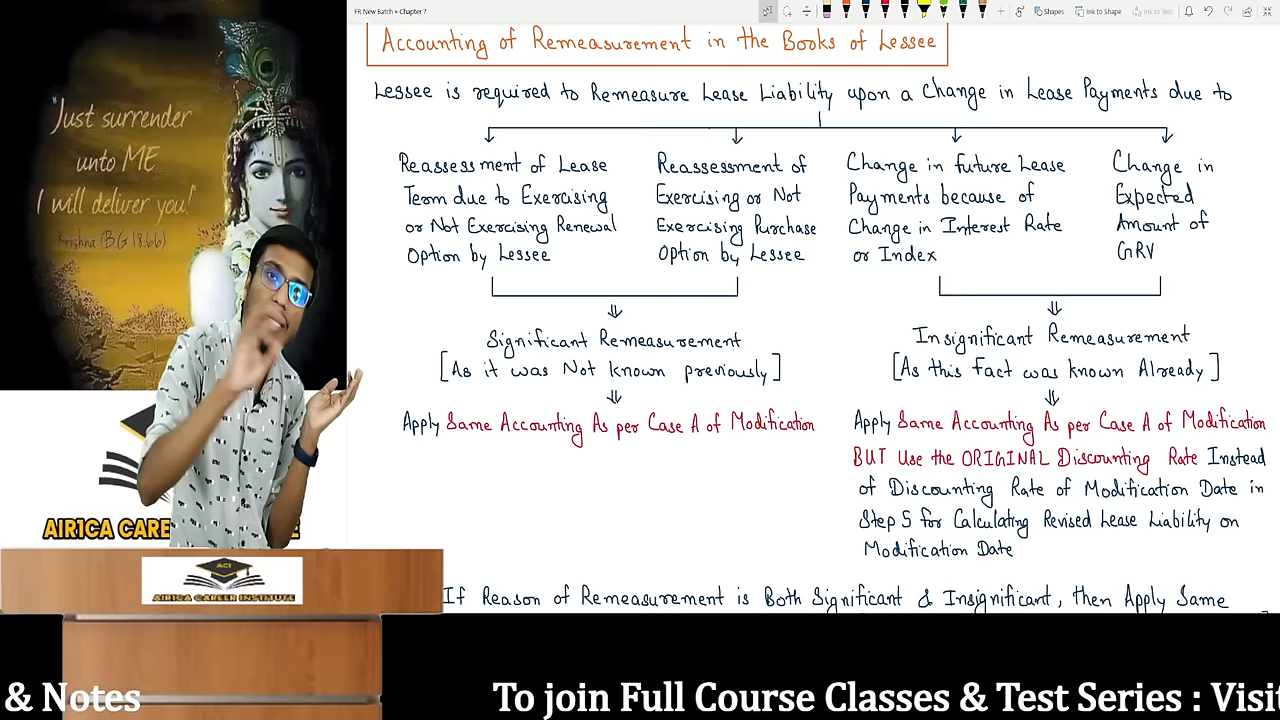 FR New Batch » Chapter 7
Shapes
Ink to Shape
Ink to Text
Accounting of Remeasurement in the Books of Lessee
Lessee is required to Remeasure Lease Liability upon a Change in Lease Payments due to
Reassessment of Lease
Term due to Exercising
or Not Exercising Renewal
Option by Lessee
Reassessment of
Exercising or Not
Exercising Purchase
Option by Lessee
Change in future Lease
Payments because of
Change in Interest Rate
or Index
Change in
Expected
Amount of
GRV
Significant Remeasurement
[As it was Not known previously]
Apply Same Accounting As per Case A of Modification
Insignificant Remeasurement
[As this Fact was known Already]
Apply Same Accounting As per Case A of Modification
BUT Use the ORIGINAL Discounting Rate Instead
of Discounting Rate of Modification Date in
Step 5 for Calculating Revised Lease Liability on
Modification Date
If Reason of Remeasurement is Both Significant & Insignificant, then Apply Same
"Just surrender
unto ME
I will deliver you!"
- Krishna (BG 18:66)
AIR1CA CARE
E
ACI
AIR1CA CAREER INSTITUTE
& Notes
To join Full Course Classes & Test Series : Visi